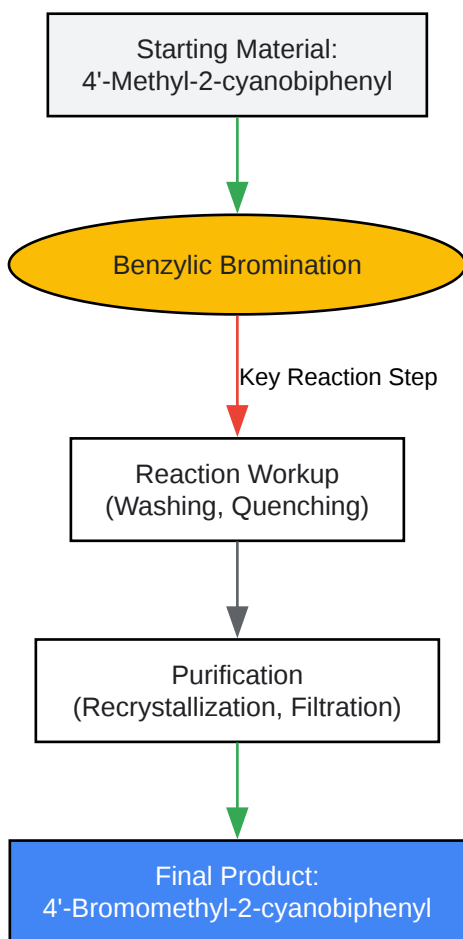 Starting Material:
4'-Methyl-2-cyanobiphenyl
Benzylic Bromination
Key Reaction Step
Reaction Workup
(Washing, Quenching)
Purification
(Recrystallization, Filtration)
Final Product:
4'-Bromomethyl-2-cyanobiphenyl